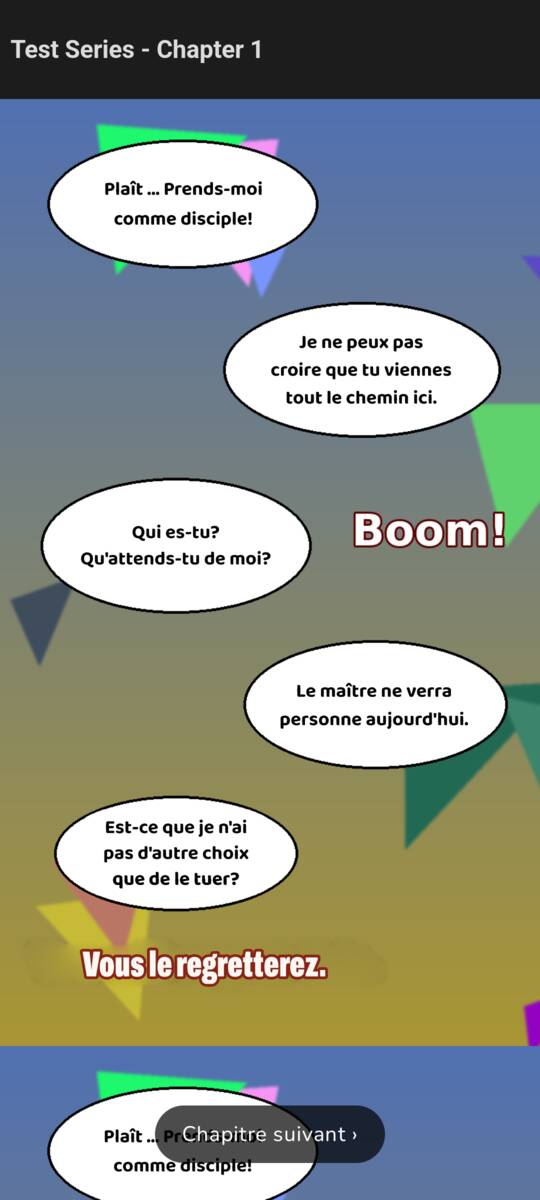 Test Series - Chapter 1
Plaît ... Prends-moi
comme disciple!
Je ne peux pas
croire que tu viennes
tout le chemin ici.
Qui es-tu?
Qu'attends-tu de moi?
Boom!
Le maître ne verra
personne aujourd'hui.
Est-ce que je n'ai
pas d'autre choix
que de le tuer?
Vous le regretterez.
Plaît ... Prends-moi
Chapitre suivant ›
comme disciple!